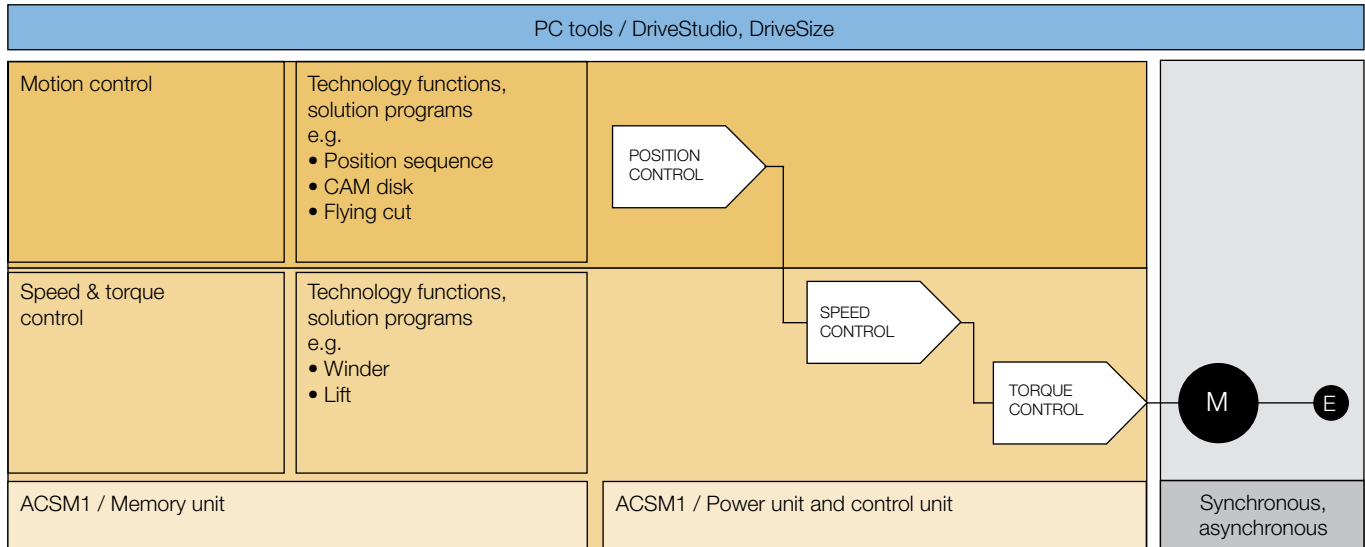 PC tools / DriveStudio, DriveSize
Motion control
Technology functions,
solution programs
e.g.
• Position sequence
• CAM disk
• Flying cut
POSITION
CONTROL
Speed & torque
control
Technology functions,
solution programs
e.g.
• Winder
• Lift
SPEED
CONTROL
TORQUE
CONTROL
M
E
ACSM1 / Memory unit
ACSM1 / Power unit and control unit
Synchronous,
asynchronous